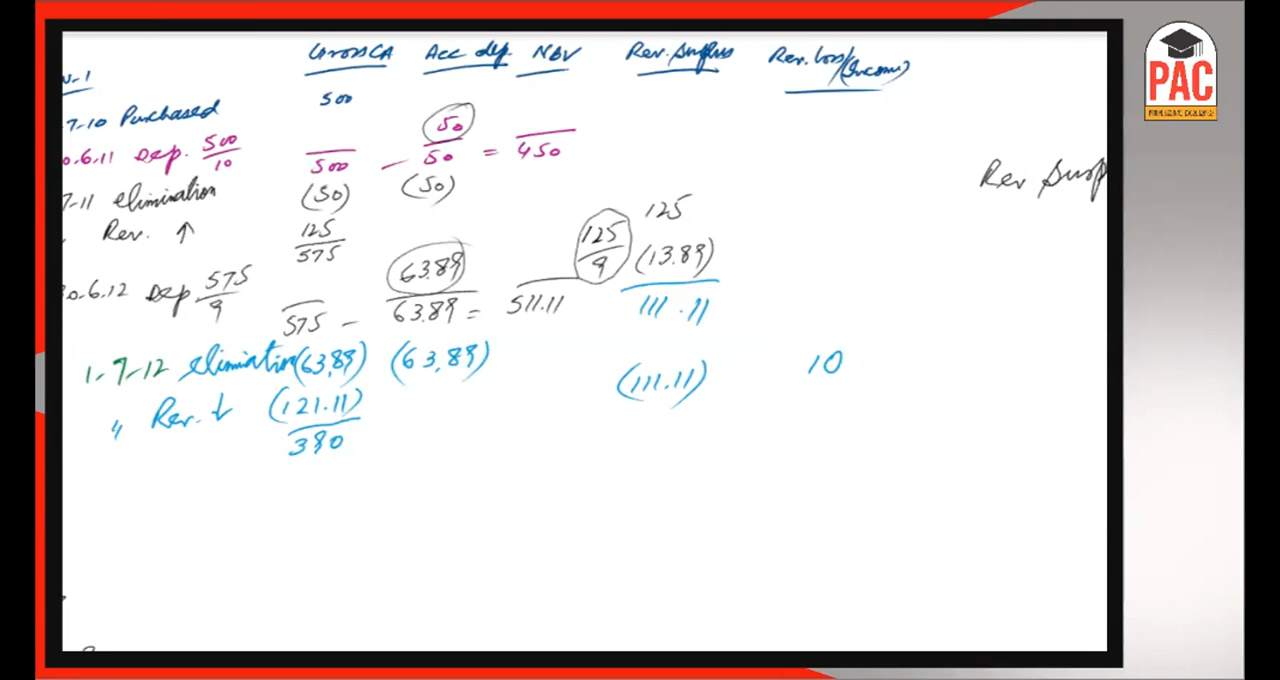 Gross CA Acc dep. NBV Rev. Surplus Rev. Loss/(Income)
PAC
7-10 Purchased 500
50
0.6.11 Dep. 500/10 500 – 50 = 450
7-11 elimination (50) (50)
Rev Surp
Rev. ↑ 125 125
575
0.6.12 Dep. 575/9 63.89 125/9 (13.89)
575 – 63.89 = 511.11 111.11
1-7-12 elimination (63.89) (63.89)
" Rev. ↓ (121.11) (111.11) 10
390